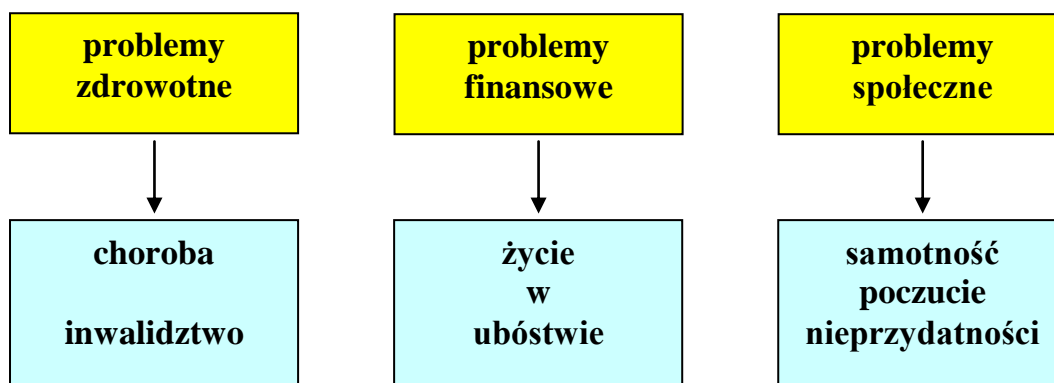 problemy
zdrowotne
problemy
finansowe
problemy
społeczne
choroba
inwalidztwo
życie
w
ubóstwie
samotność
poczucie
nieprzydatności